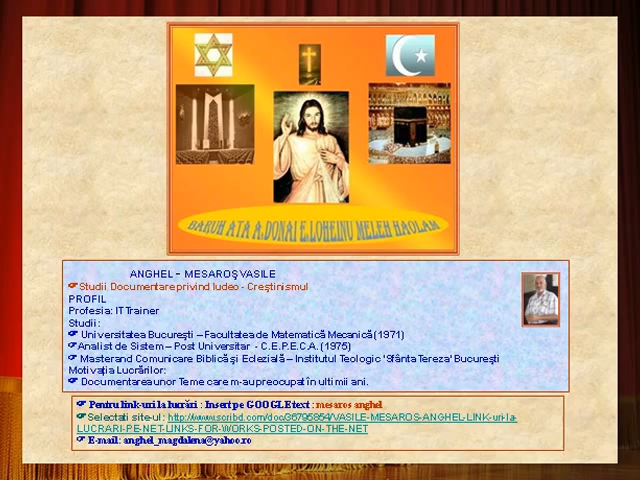 BARUH ATA A.DONAI E.LOHEINU MELEH HAOLAM
ANGHEL - MESAROŞ VASILE
Studii Documentare privind Iudeo - Creştinismul
PROFIL
Profesia: IT Trainer
Studii:
Universitatea Bucureşti – Facultatea de Matematică Mecanică (1971)
Analist de Sistem – Post Universitar - C.E.P.E.C.A. (1975)
Masterand Comunicare Biblică şi Eclezială – Institutul Teologic 'Sfânta Tereza' Bucureşti
Motivaţia Lucrărilor:
Documentarea unor Teme care m-au preocupat în ultimii ani.
Pentru link-uri la lucrări : Insert pe GOOGLE text : mesaros anghel
Selectati site-ul : http://www.scribd.com/doc/36795854/VASILE-MESAROS-ANGHEL-LINK-uri-la-
LUCRARI-PE-NET-LINKS-FOR-WORKS-POSTED-ON-THE-NET
E-mail: anghel_magdalena@yahoo.ro